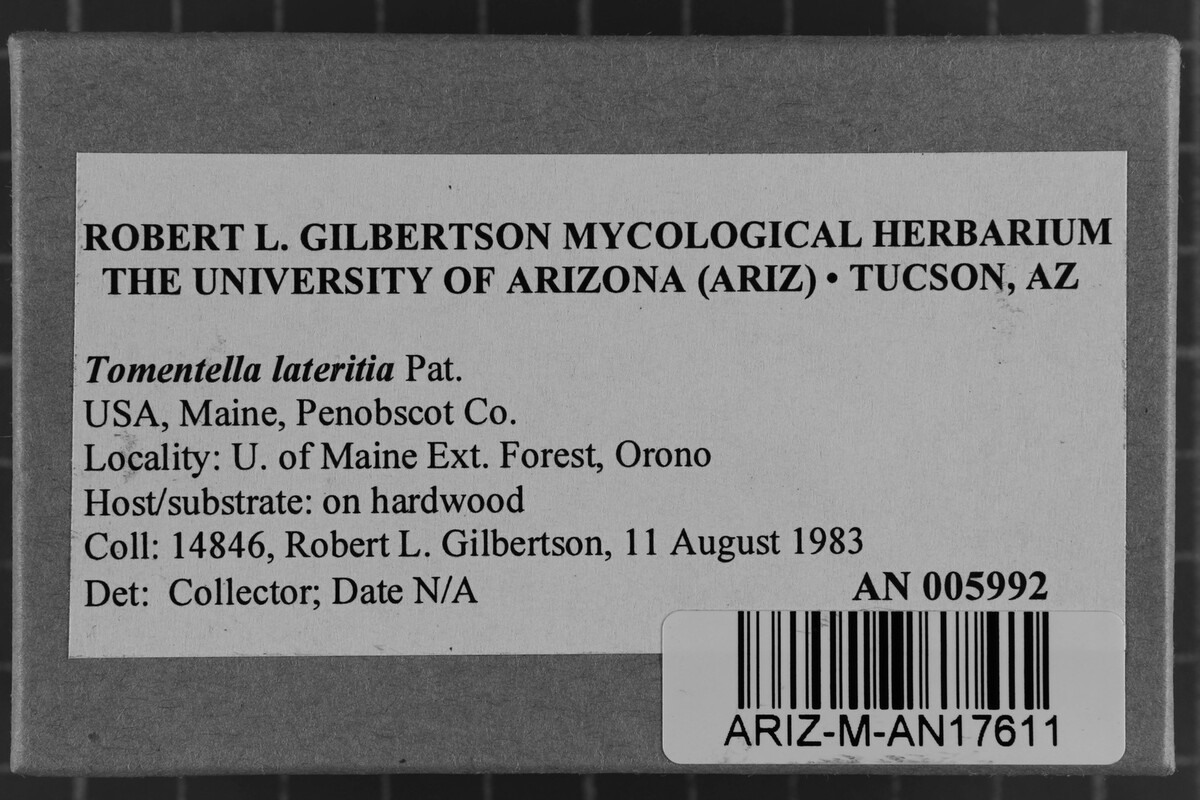 ROBERT L. GILBERTSON MYCOLOGICAL HERBARIUM
THE UNIVERSITY OF ARIZONA (ARIZ) • TUCSON, AZ
Tomentella lateritia Pat.
USA, Maine, Penobscot Co.
Locality: U. of Maine Ext. Forest, Orono
Host/substrate: on hardwood
Coll: 14846, Robert L. Gilbertson, 11 August 1983
Det: Collector; Date N/A
AN 005992
ARIZ-M-AN17611